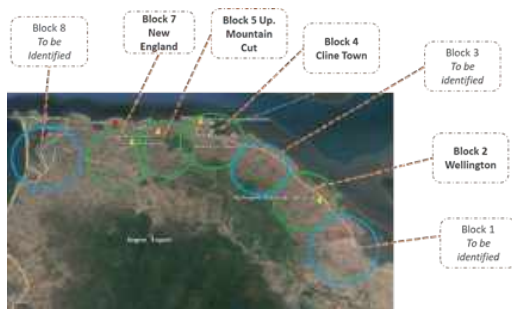 Block 8
To be
Identified
Block 7
New
England
Block 5 Up.
Mountain
Cut
Block 4
Cline Town
Block 3
To be
identified
Block 2
Wellington
Block 1
To be
identified